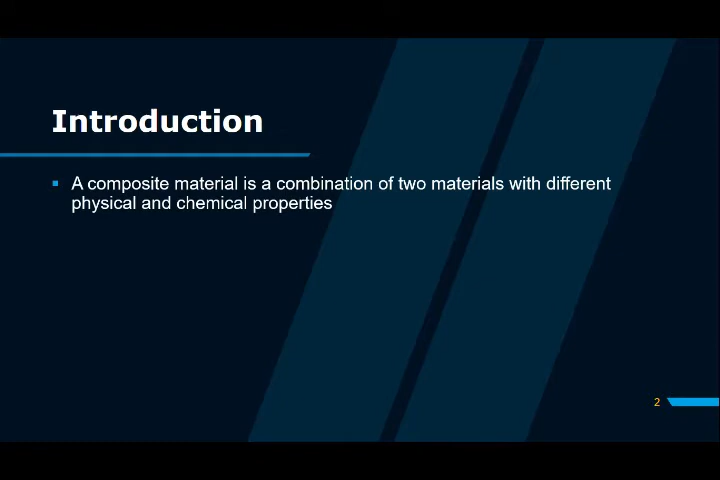 Introduction
A composite material is a combination of two materials with different
physical and chemical properties
2